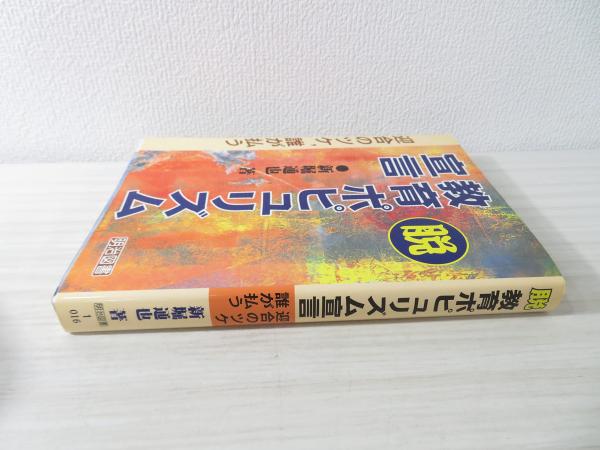 迎合のツケ、誰が払う
脱
教育ポピュリズム
宣言
●新堀通也 著
明治図書
脱教育ポピュリズム宣言
迎合のツケ
誰が払う
新堀通也 著
1
016
明治図書